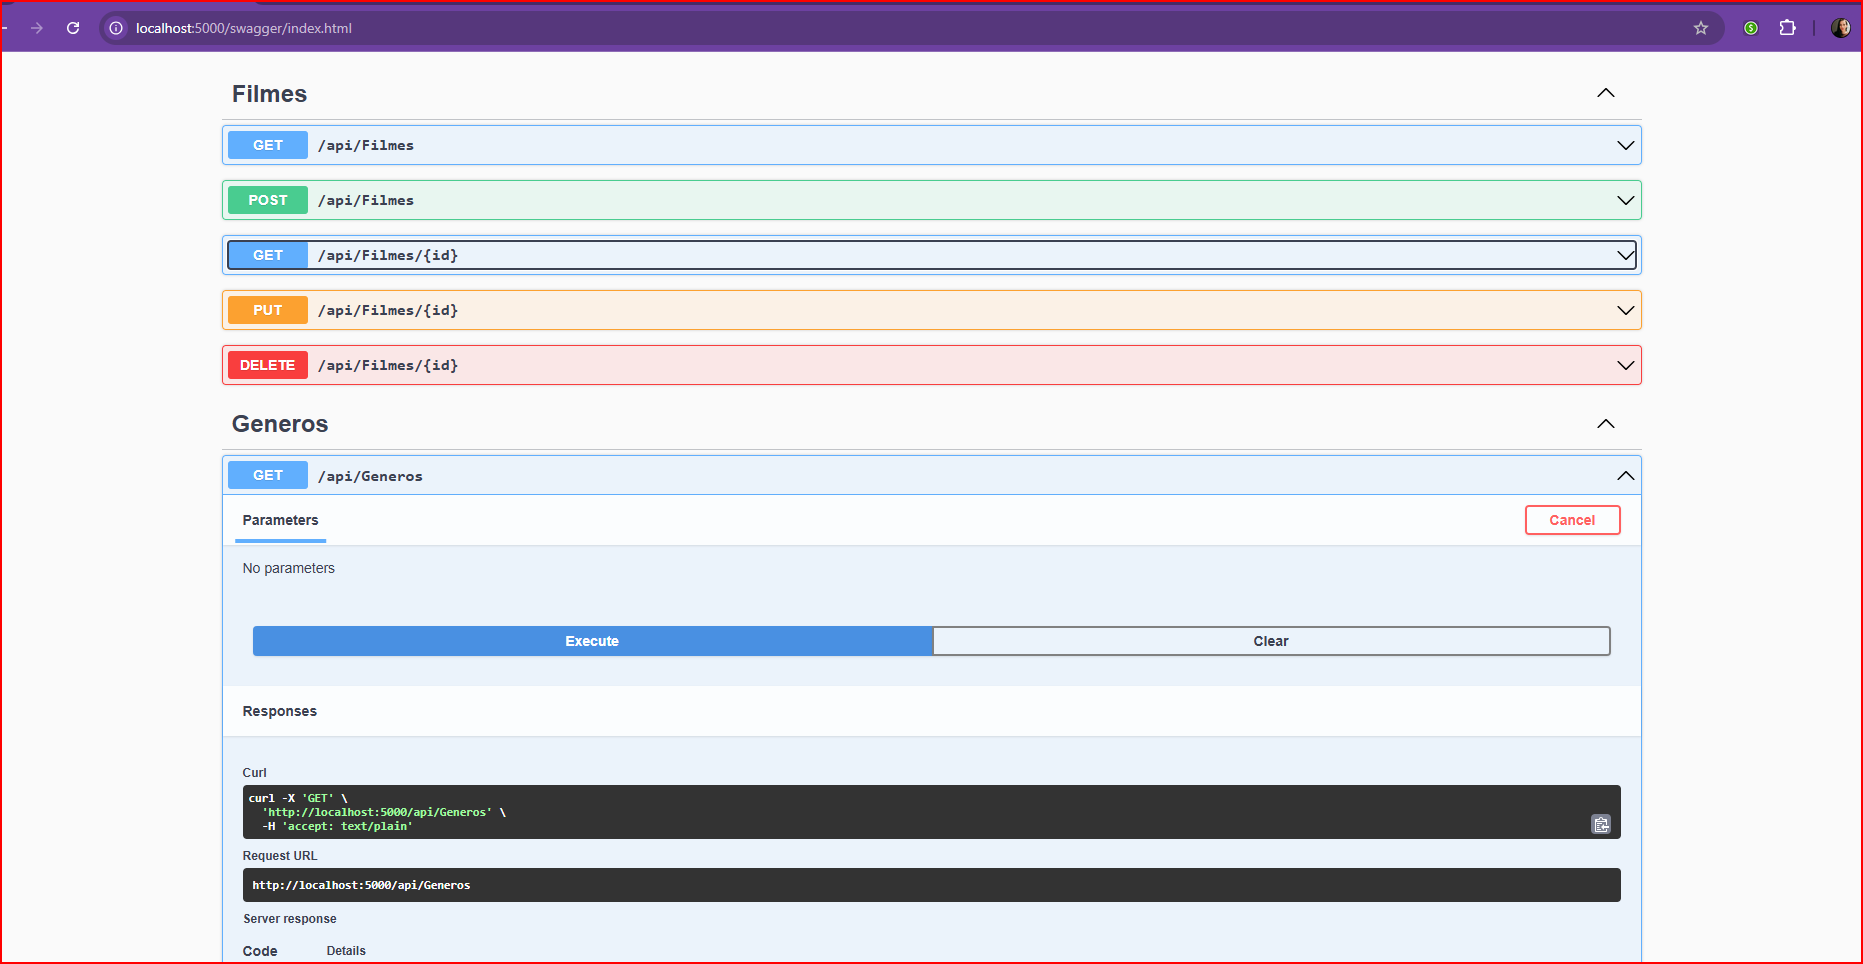 localhost:5000/swagger/index.html
Filmes
GET /api/Filmes
POST /api/Filmes
GET /api/Filmes/{id}
PUT /api/Filmes/{id}
DELETE /api/Filmes/{id}
Generos
GET /api/Generos
Parameters Cancel
No parameters
Execute Clear
Responses
Curl
curl -X 'GET' \
'http://localhost:5000/api/Generos' \
-H 'accept: text/plain'
Request URL
http://localhost:5000/api/Generos
Server response
Code Details